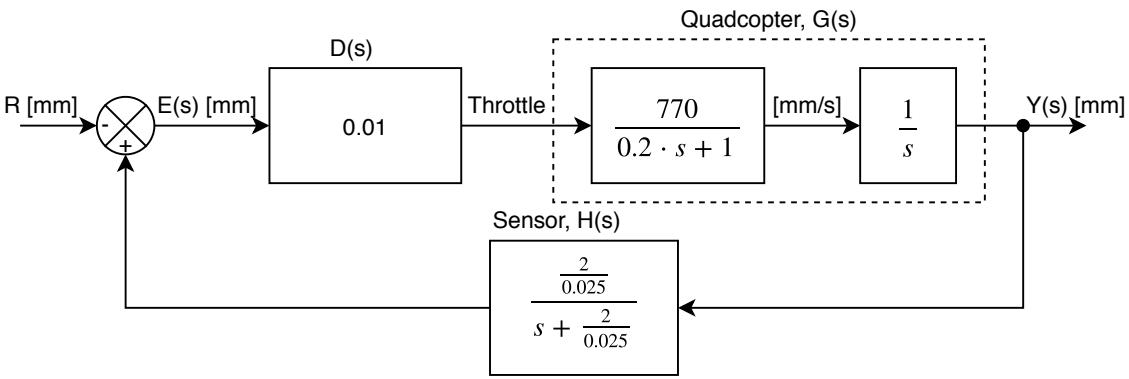 Quadcopter, G(s)
D(s)
R [mm]
-
+
E(s) [mm]
0.01
Throttle
770
0.2 · s + 1
[mm/s]
1
s
Y(s) [mm]
Sensor, H(s)
2
0.025
s + 2
0.025